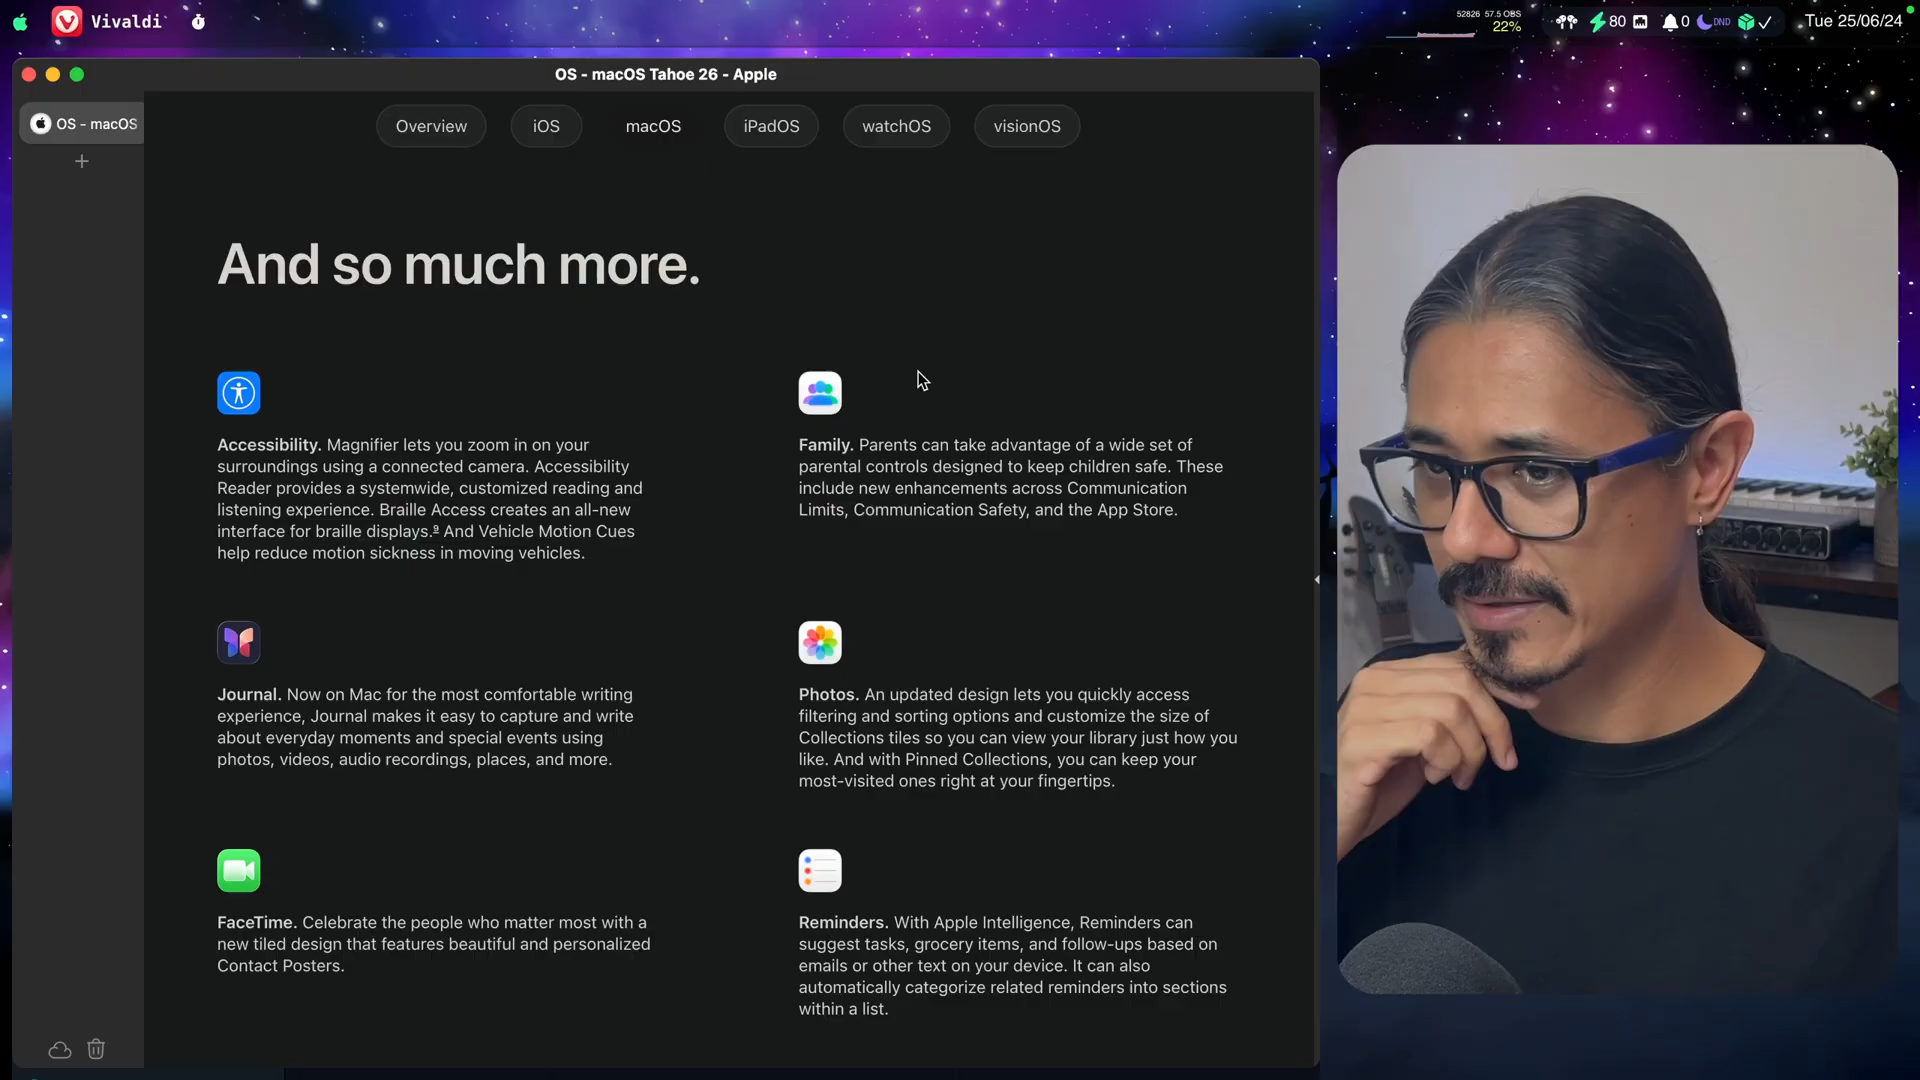 Vivaldi
52826 57.5 OBS
22%
80
0
DND
Tue 25/06/24
OS - macOS Tahoe 26 - Apple
OS - macOS
Overview
iOS
macOS
iPadOS
watchOS
visionOS
And so much more.
Accessibility. Magnifier lets you zoom in on your
surroundings using a connected camera. Accessibility
Reader provides a systemwide, customized reading and
listening experience. Braille Access creates an all-new
interface for braille displays.⁹ And Vehicle Motion Cues
help reduce motion sickness in moving vehicles.
Family. Parents can take advantage of a wide set of
parental controls designed to keep children safe. These
include new enhancements across Communication
Limits, Communication Safety, and the App Store.
Journal. Now on Mac for the most comfortable writing
experience, Journal makes it easy to capture and write
about everyday moments and special events using
photos, videos, audio recordings, places, and more.
Photos. An updated design lets you quickly access
filtering and sorting options and customize the size of
Collections tiles so you can view your library just how you
like. And with Pinned Collections, you can keep your
most-visited ones right at your fingertips.
FaceTime. Celebrate the people who matter most with a
new tiled design that features beautiful and personalized
Contact Posters.
Reminders. With Apple Intelligence, Reminders can
suggest tasks, grocery items, and follow-ups based on
emails or other text on your device. It can also
automatically categorize related reminders into sections
within a list.